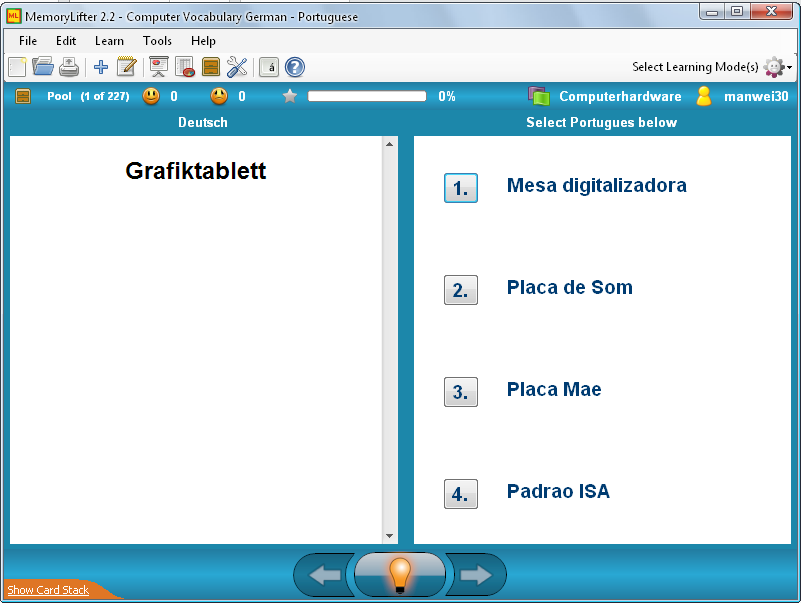 MemoryLifter 2.2 - Computer Vocabulary German - Portuguese
File Edit Learn Tools Help
á ? Select Learning Mode(s)
Pool (1 of 227) 0 0 0% Computerhardware manwei30
Deutsch Select Portugues below
Grafiktablett
1. Mesa digitalizadora
2. Placa de Som
3. Placa Mae
4. Padrao ISA
Show Card Stack